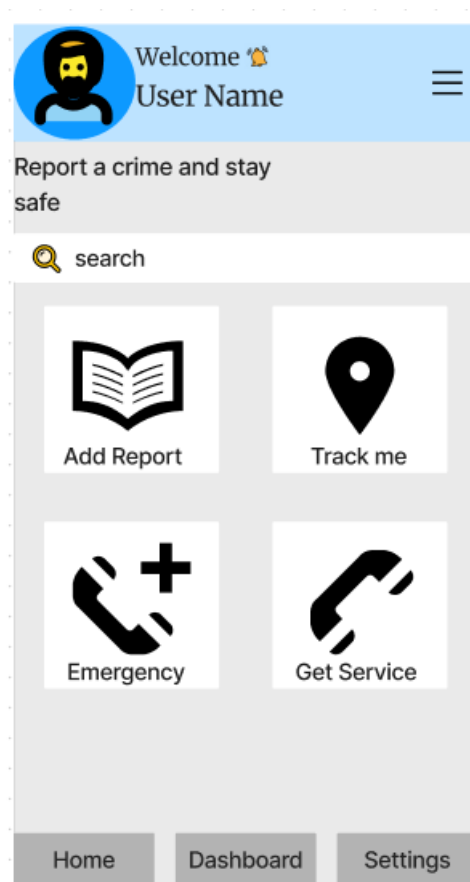 Welcome
User Name
Report a crime and stay
safe
search
Add Report
Track me
Emergency
Get Service
Home
Dashboard
Settings